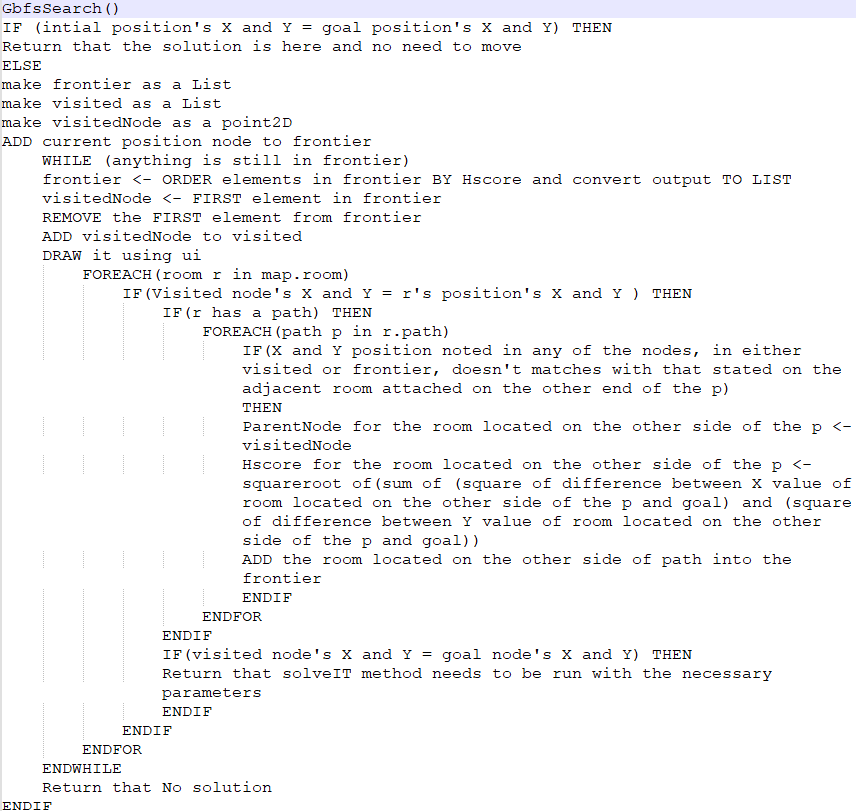 GbfsSearch()
IF (intial position's X and Y = goal position's X and Y) THEN
Return that the solution is here and no need to move
ELSE
make frontier as a List
make visited as a List
make visitedNode as a point2D
ADD current position node to frontier
WHILE (anything is still in frontier)
frontier <- ORDER elements in frontier BY Hscore and convert output TO LIST
visitedNode <- FIRST element in frontier
REMOVE the FIRST element from frontier
ADD visitedNode to visited
DRAW it using ui
FOREACH(room r in map.room)
IF(Visited node's X and Y = r's position's X and Y ) THEN
IF(r has a path) THEN
FOREACH(path p in r.path)
IF(X and Y position noted in any of the nodes, in either
visited or frontier, doesn't matches with that stated on the
adjacent room attached on the other end of the p)
THEN
ParentNode for the room located on the other side of the p <-
visitedNode
Hscore for the room located on the other side of the p <-
squareroot of(sum of (square of difference between X value of
room located on the other side of the p and goal) and (square
of difference between Y value of room located on the other
side of the p and goal))
ADD the room located on the other side of path into the
frontier
ENDIF
ENDFOR
ENDIF
IF(visited node's X and Y = goal node's X and Y) THEN
Return that solveIT method needs to be run with the necessary
parameters
ENDIF
ENDIF
ENDFOR
ENDWHILE
Return that No solution
ENDIF